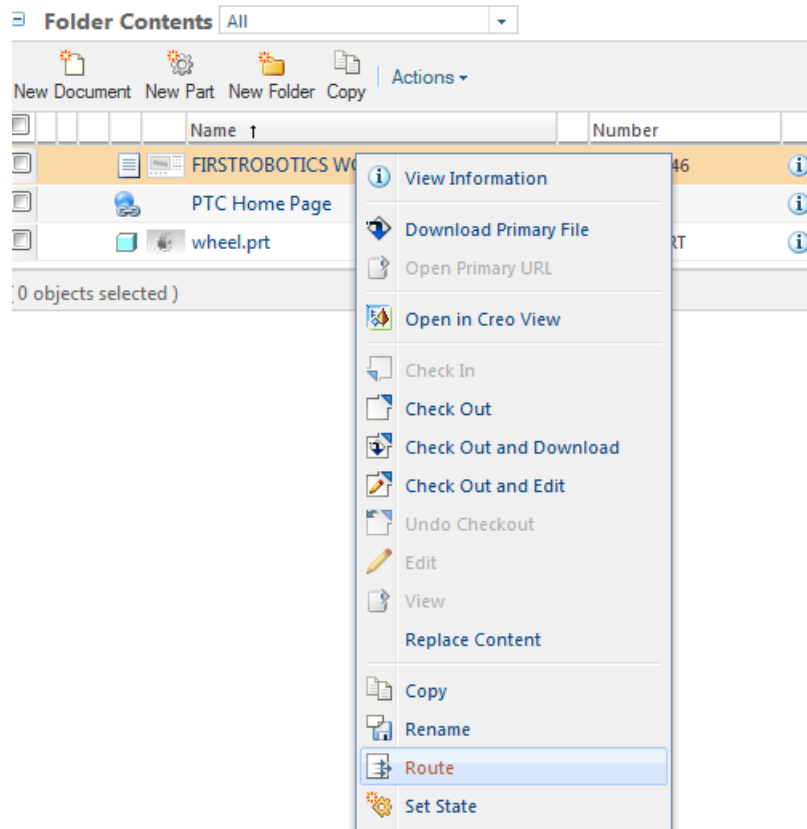 Folder Contents All
New Document New Part New Folder Copy Actions
Name Number
FIRSTROBOTICS 46
PTC Home Page
wheel.prt RT
0 objects selected )
View Information
Download Primary File
Open Primary URL
Open in Creo View
Check In
Check Out
Check Out and Download
Check Out and Edit
Undo Checkout
Edit
View
Replace Content
Copy
Rename
Route
Set State